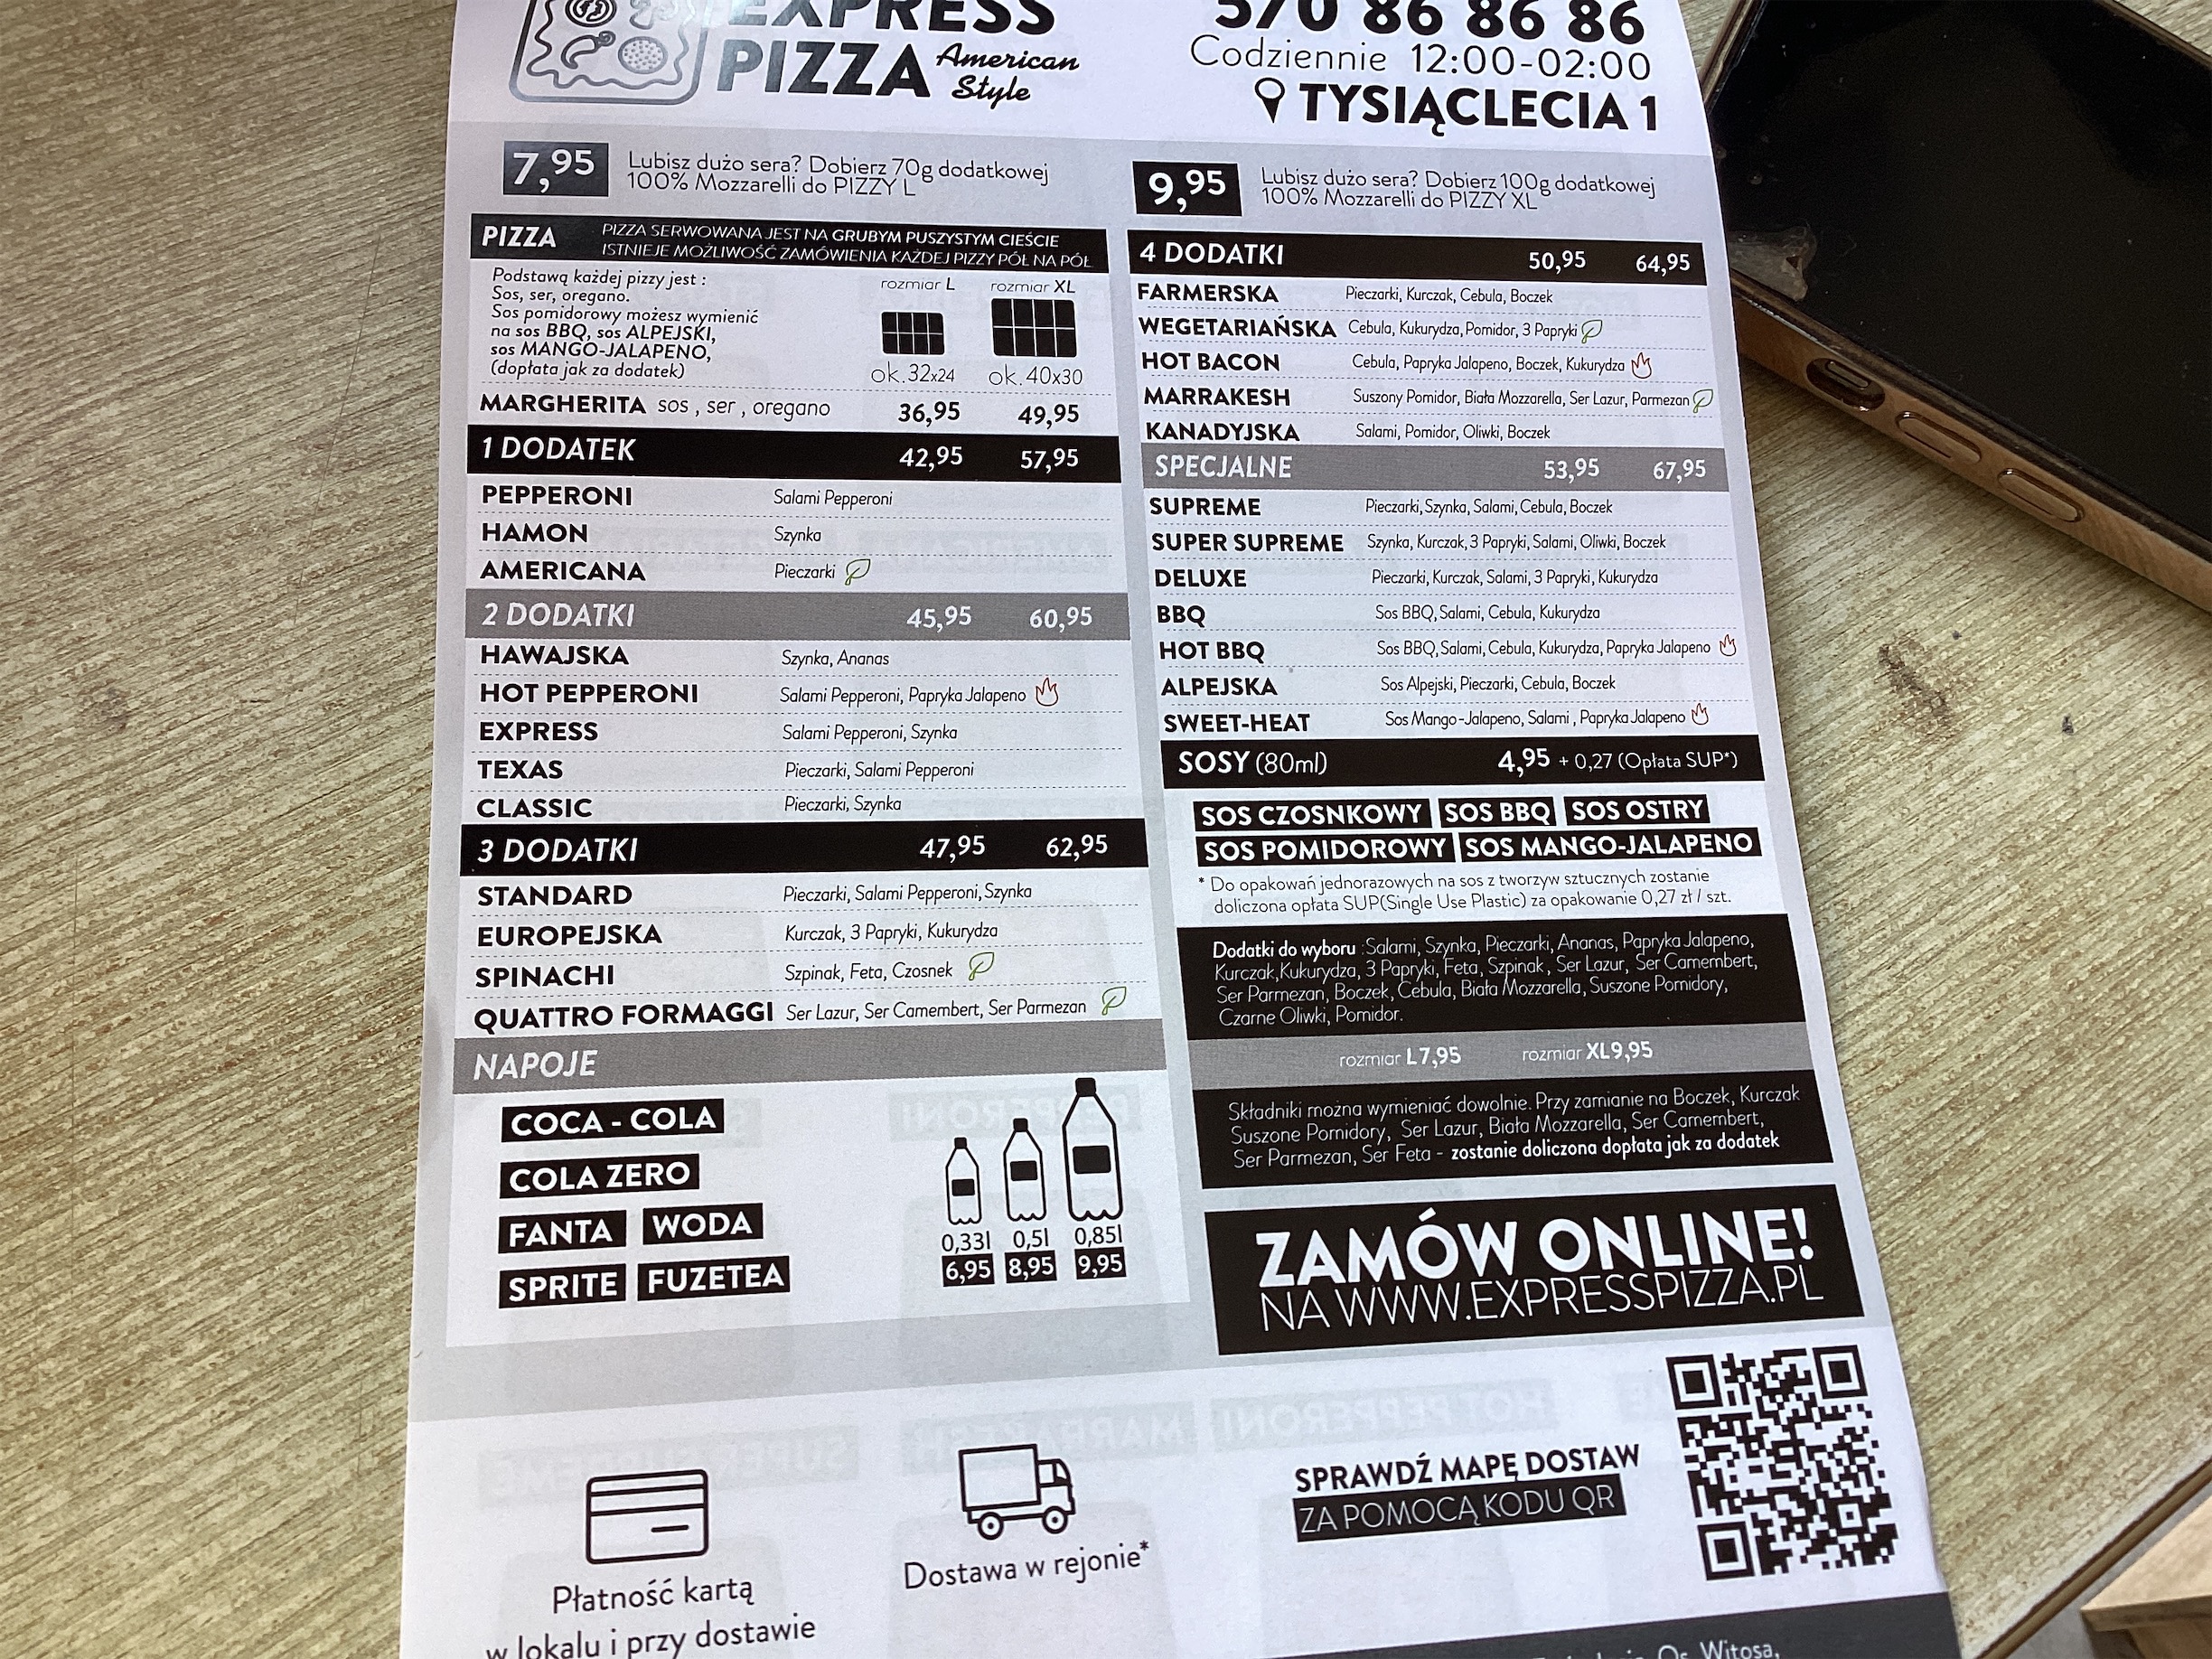 EXPRESS
PIZZA American
Style
570 86 86 86
Codziennie 12:00-02:00
TYSIĄCLECIA 1
7,95 Lubisz dużo sera? Dobierz 70g dodatkowej
100% Mozzarelli do PIZZY L
9,95 Lubisz dużo sera? Dobierz 100g dodatkowej
100% Mozzarelli do PIZZY XL
PIZZA PIZZA SERWOWANA JEST NA GRUBYM PUSZYSTYM CIEŚCIE
ISTNIEJE MOŻLIWOŚĆ ZAMÓWIENIA KAŻDEJ PIZZY PÓŁ NA PÓŁ
Podstawą każdej pizzy jest :
Sos, ser, oregano.
Sos pomidorowy możesz wymienić
na sos BBQ, sos ALPEJSKI,
sos MANGO-JALAPENO,
(dopłata jak za dodatek)
rozmiar L rozmiar XL
ok.32x24 ok.40x30
MARGHERITA sos , ser , oregano 36,95 49,95
1 DODATEK 42,95 57,95
PEPPERONI Salami Pepperoni
HAMON Szynka
AMERICANA Pieczarki
2 DODATKI 45,95 60,95
HAWAJSKA Szynka, Ananas
HOT PEPPERONI Salami Pepperoni, Papryka Jalapeno
EXPRESS Salami Pepperoni, Szynka
TEXAS Pieczarki, Salami Pepperoni
CLASSIC Pieczarki, Szynka
3 DODATKI 47,95 62,95
STANDARD Pieczarki, Salami Pepperoni, Szynka
EUROPEJSKA Kurczak, 3 Papryki, Kukurydza
SPINACHI Szpinak, Feta, Czosnek
QUATTRO FORMAGGI Ser Lazur, Ser Camembert, Ser Parmezan
NAPOJE
COCA - COLA
COLA ZERO
FANTA WODA
SPRITE FUZETEA
0,33l 0,5l 0,85l
6,95 8,95 9,95
4 DODATKI 50,95 64,95
FARMERSKA Pieczarki, Kurczak, Cebula, Boczek
WEGETARIAŃSKA Cebula, Kukurydza, Pomidor, 3 Papryki
HOT BACON Cebula, Papryka Jalapeno, Boczek, Kukurydza
MARRAKESH Suszony Pomidor, Biała Mozzarella, Ser Lazur, Parmezan
KANADYJSKA Salami, Pomidor, Oliwki, Boczek
SPECJALNE 53,95 67,95
SUPREME Pieczarki, Szynka, Salami, Cebula, Boczek
SUPER SUPREME Szynka, Kurczak, 3 Papryki, Salami, Oliwki, Boczek
DELUXE Pieczarki, Kurczak, Salami, 3 Papryki, Kukurydza
BBQ Sos BBQ, Salami, Cebula, Kukurydza
HOT BBQ Sos BBQ, Salami, Cebula, Kukurydza, Papryka Jalapeno
ALPEJSKA Sos Alpejski, Pieczarki, Cebula, Boczek
SWEET-HEAT Sos Mango-Jalapeno, Salami , Papryka Jalapeno
SOSY (80ml) 4,95 + 0,27 (Opłata SUP*)
SOS CZOSNKOWY SOS BBQ SOS OSTRY
SOS POMIDOROWY SOS MANGO-JALAPENO
* Do opakowań jednorazowych na sos z tworzyw sztucznych zostanie
doliczona opłata SUP(Single Use Plastic) za opakowanie 0,27 zł / szt.
Dodatki do wyboru : Salami, Szynka, Pieczarki, Ananas, Papryka Jalapeno,
Kurczak, Kukurydza, 3 Papryki, Feta, Szpinak , Ser Lazur, Ser Camembert,
Ser Parmezan, Boczek, Cebula, Biała Mozzarella, Suszone Pomidory,
Czarne Oliwki, Pomidor.
rozmiar L 7,95 rozmiar XL 9,95
Składniki można wymieniać dowolnie. Przy zamianie na Boczek, Kurczak
Suszone Pomidory, Ser Lazur, Biała Mozzarella, Ser Camembert,
Ser Parmezan, Ser Feta - zostanie doliczona dopłata jak za dodatek
ZAMÓW ONLINE!
NA WWW.EXPRESSPIZZA.PL
Płatność kartą
w lokalu i przy dostawie
Dostawa w rejonie*
SPRAWDŹ MAPĘ DOSTAW
ZA POMOCĄ KODU QR
Os. Witosa,